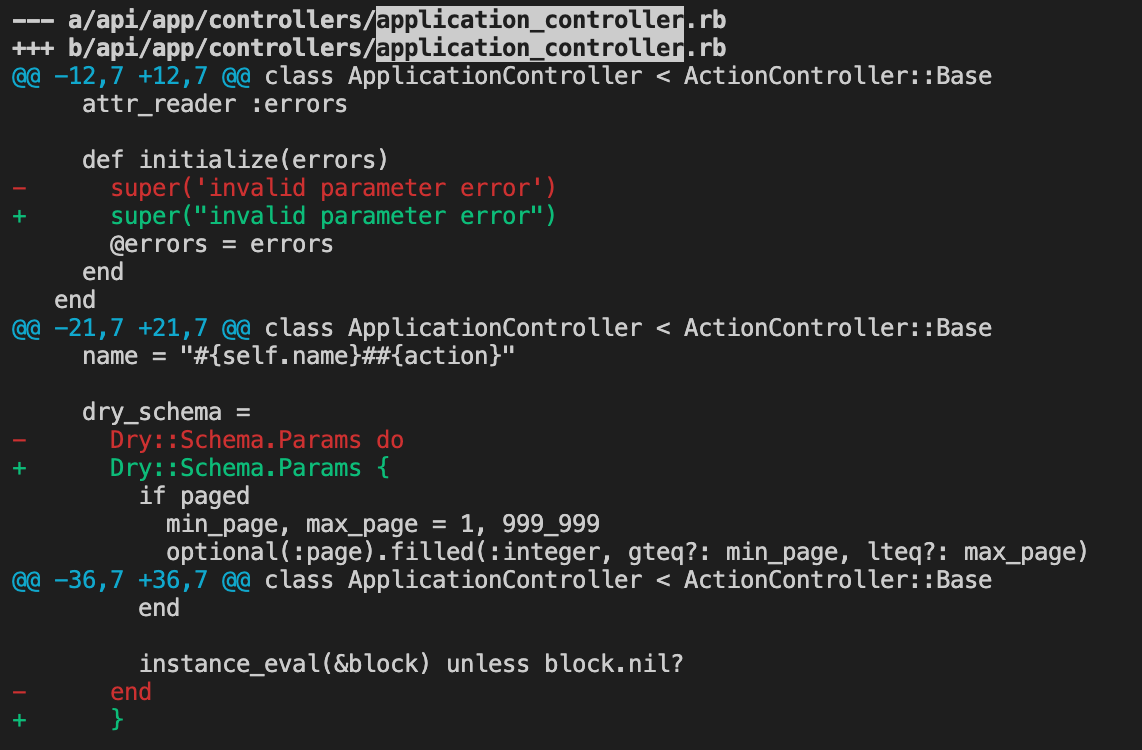 --- a/api/app/controllers/application_controller.rb
+++ b/api/app/controllers/application_controller.rb
@@ -12,7 +12,7 @@ class ApplicationController < ActionController::Base
     attr_reader :errors

     def initialize(errors)
-      super('invalid parameter error')
+      super("invalid parameter error")
       @errors = errors
     end
   end
@@ -21,7 +21,7 @@ class ApplicationController < ActionController::Base
     name = "#{self.name}##{action}"

     dry_schema =
-      Dry::Schema.Params do
+      Dry::Schema.Params {
         if paged
           min_page, max_page = 1, 999_999
           optional(:page).filled(:integer, gteq?: min_page, lteq?: max_page)
@@ -36,7 +36,7 @@ class ApplicationController < ActionController::Base
         end

         instance_eval(&block) unless block.nil?
-      end
+      }